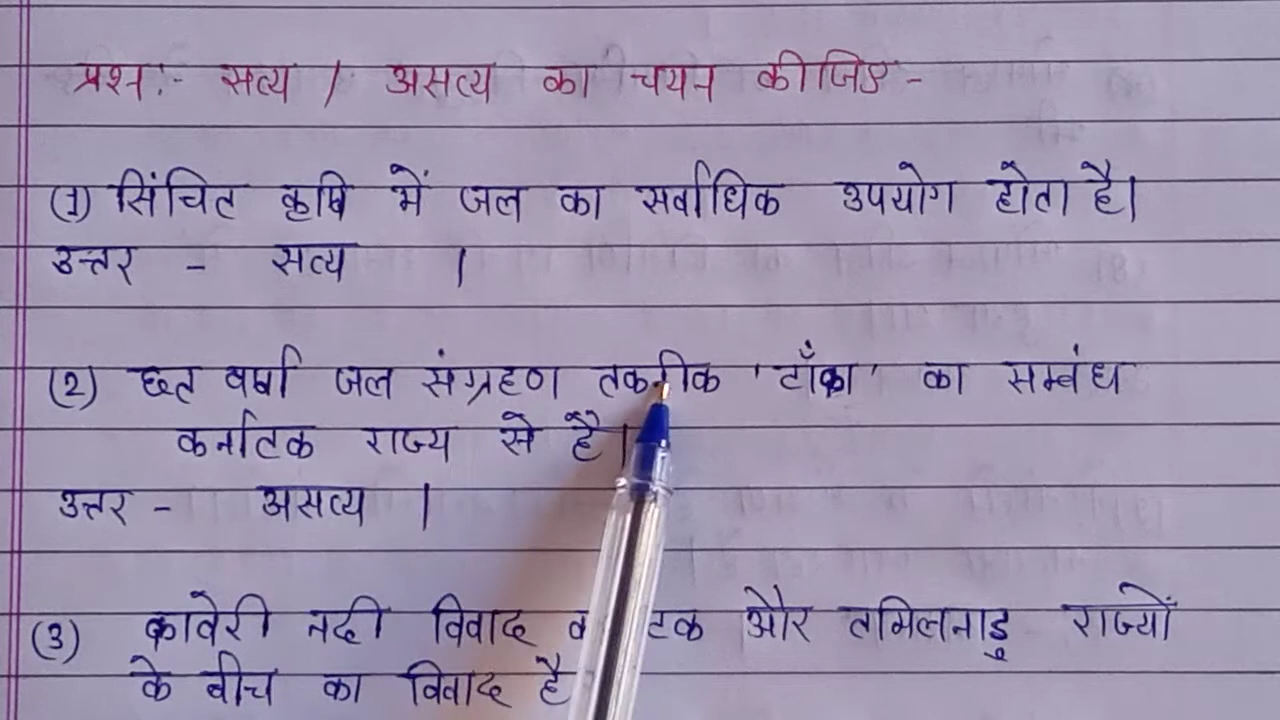 प्रश्न:- सत्य / असत्य का चयन कीजिए -
(1) सिंचित कृषि में जल का सर्वाधिक उपयोग होता है।
उत्तर - सत्य ।
(2) छत वर्षा जल संग्रहण तकनीक 'टाँका' का सम्बंध
कर्नाटक राज्य से है।
उत्तर - असत्य ।
(3) कावेरी नदी विवाद और तमिलनाडु राज्यों
के बीच का विवाद है